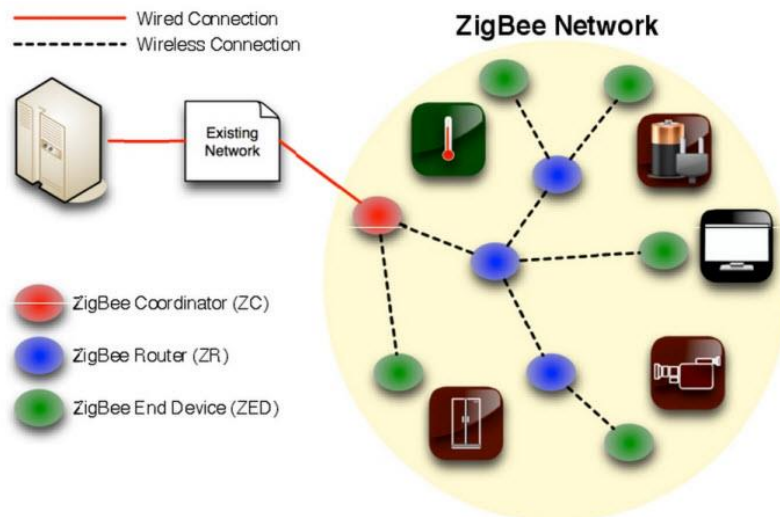 Wired Connection
Wireless Connection
ZigBee Network
Existing
Network
ZigBee Coordinator (ZC)
ZigBee Router (ZR)
ZigBee End Device (ZED)